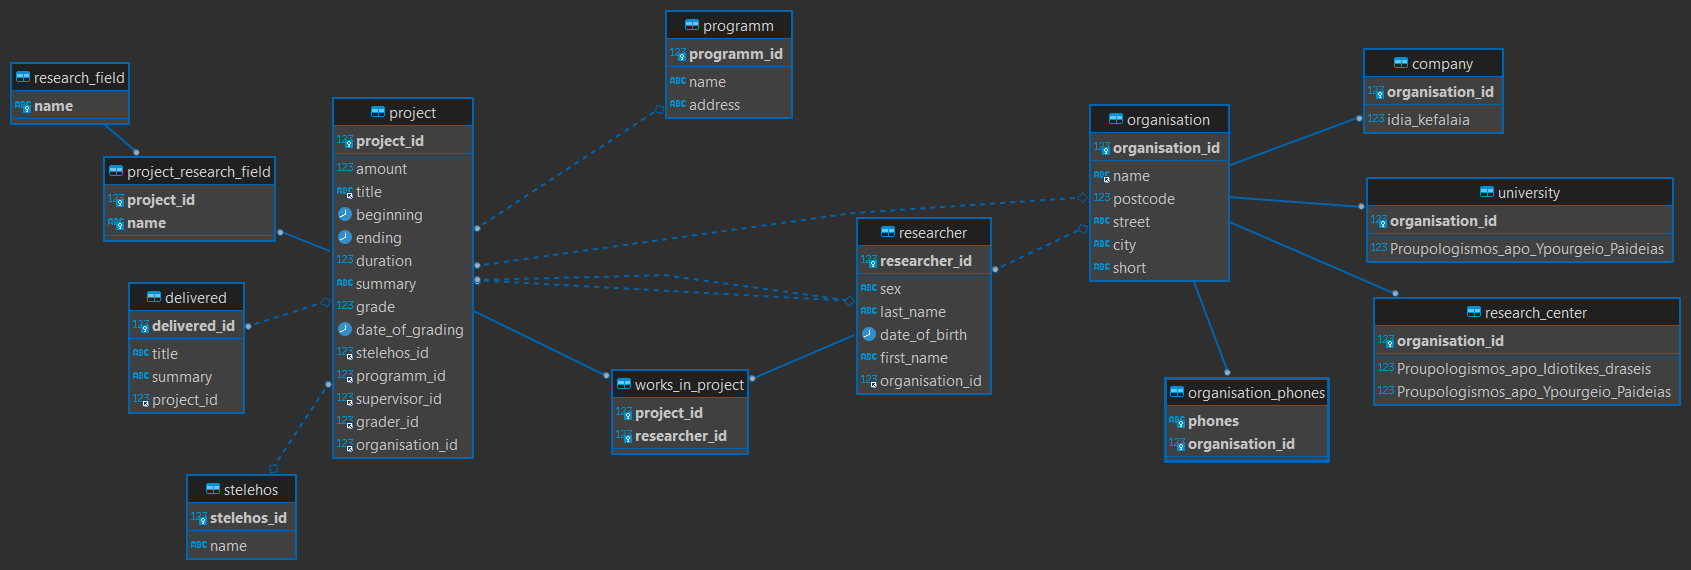 research_field
name
project_research_field
project_id
name
delivered
delivered_id
title
summary
project_id
stelehos
stelehos_id
name
project
project_id
amount
title
beginning
ending
duration
summary
grade
date_of_grading
stelehos_id
programm_id
supervisor_id
grader_id
organisation_id
programm
programm_id
name
address
works_in_project
project_id
researcher_id
researcher
researcher_id
sex
last_name
date_of_birth
first_name
organisation_id
organisation
organisation_id
name
postcode
street
city
short
organisation_phones
phones
organisation_id
company
organisation_id
idia_kefalaia
university
organisation_id
Proupologismos_apo_Ypourgeio_Paideias
research_center
organisation_id
Proupologismos_apo_Idiotikes_draseis
Proupologismos_apo_Ypourgeio_Paideias